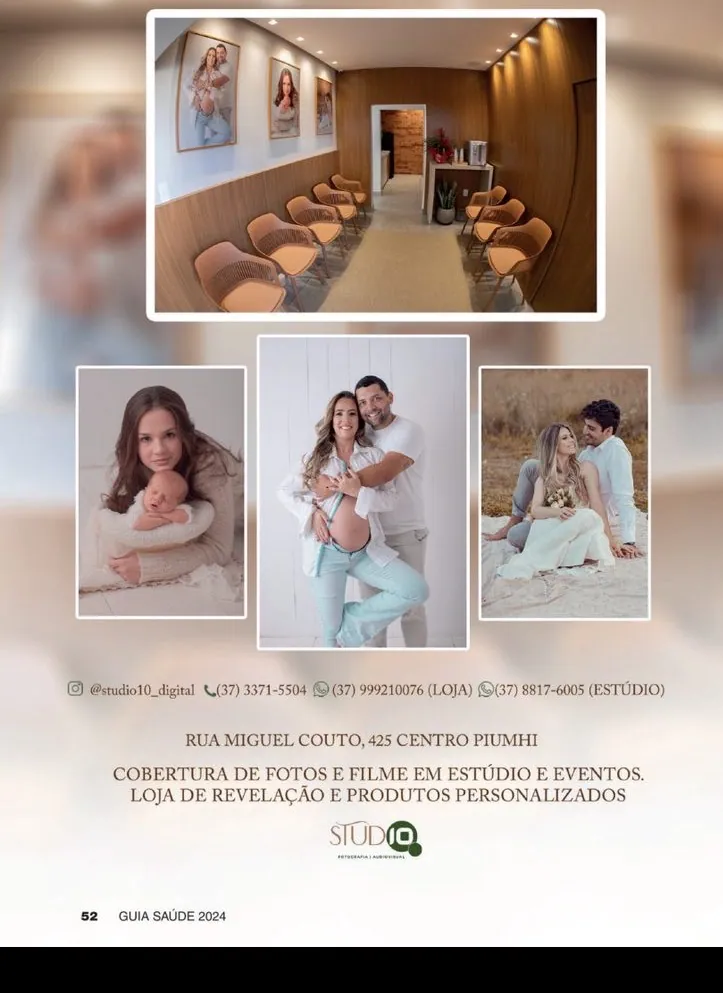 @studio10_digital (37) 3371-5504 (37) 999210076 (LOJA) (37) 8817-6005 (ESTÚDIO)
RUA MIGUEL COUTO, 425 CENTRO PIUMHI
COBERTURA DE FOTOS E FILME EM ESTÚDIO E EVENTOS.
LOJA DE REVELAÇÃO E PRODUTOS PERSONALIZADOS
STUDIO
FOTOGRAFIA | AUDIOVISUAL
52 GUIA SAÚDE 2024